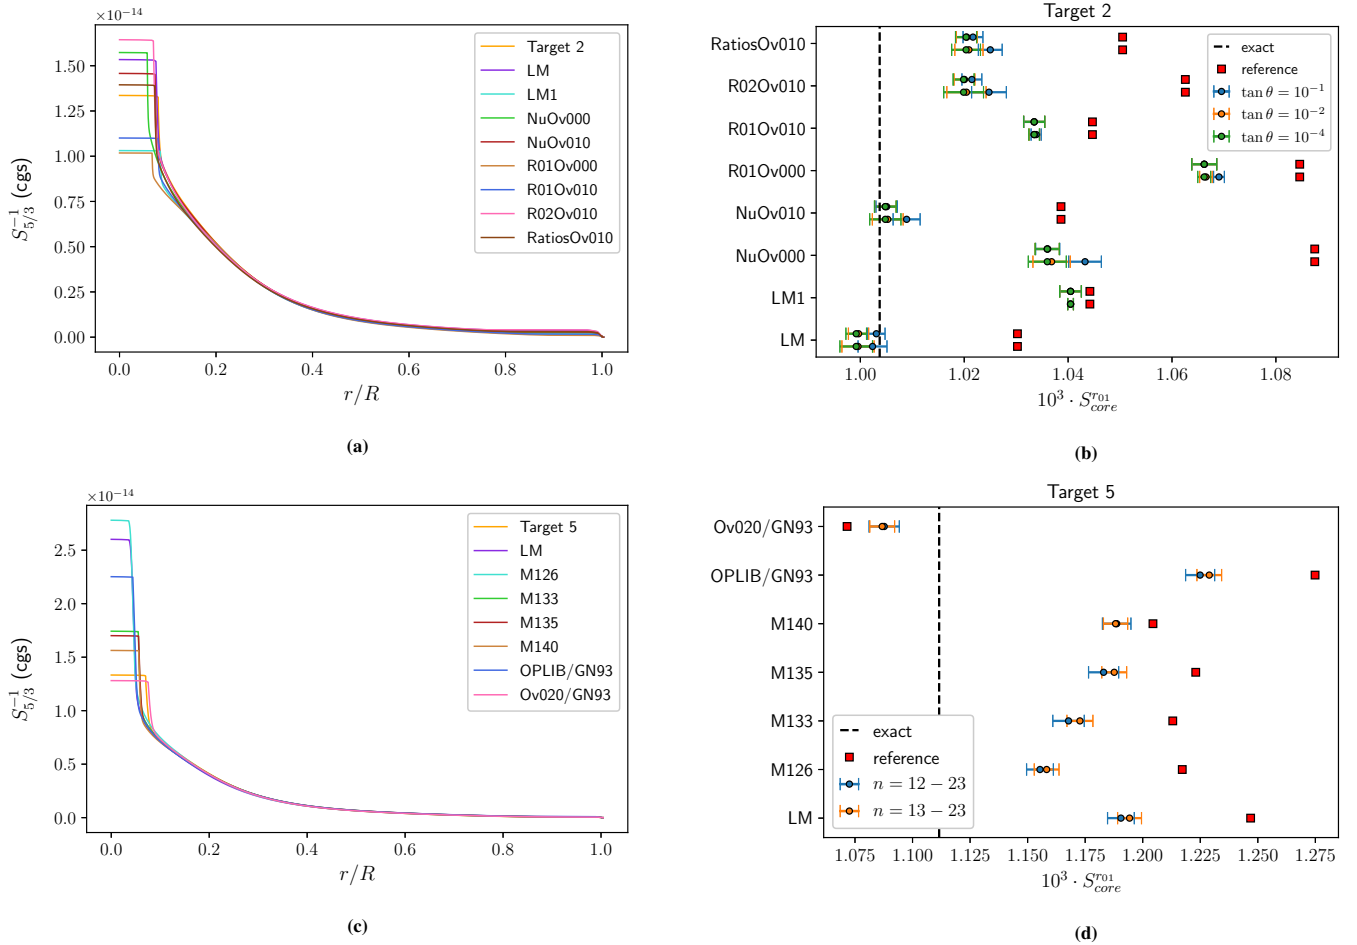 ×10⁻¹⁴
1.50
1.25
1.00
0.75
0.50
0.25
0.00
S⁻¹₅/₃ (cgs)
Target 2
LM
LM1
NuOv000
NuOv010
R01Ov000
R01Ov010
R02Ov010
RatiosOv010
0.0 0.2 0.4 0.6 0.8 1.0
r/R
(a)
Target 2
RatiosOv010
R02Ov010
R01Ov010
R01Ov000
NuOv010
NuOv000
LM1
LM
exact
reference
tan θ = 10⁻¹
tan θ = 10⁻²
tan θ = 10⁻⁴
1.00 1.02 1.04 1.06 1.08
10³ · S_{core}^{r₀₁}
(b)
×10⁻¹⁴
2.5
2.0
1.5
1.0
0.5
0.0
S⁻¹₅/₃ (cgs)
Target 5
LM
M126
M133
M135
M140
OPLIB/GN93
Ov020/GN93
0.0 0.2 0.4 0.6 0.8 1.0
r/R
(c)
Target 5
Ov020/GN93
OPLIB/GN93
M140
M135
M133
M126
LM
exact
reference
n = 12 − 23
n = 13 − 23
1.075 1.100 1.125 1.150 1.175 1.200 1.225 1.250 1.275
10³ · S_{core}^{r₀₁}
(d)